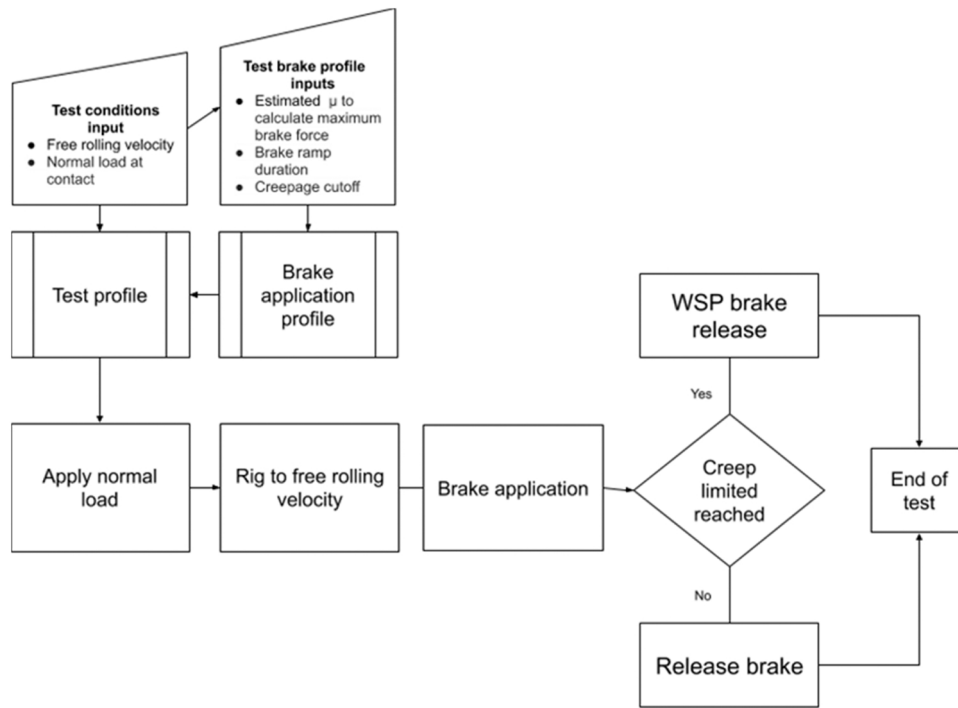 Test conditions
input
● Free rolling velocity
● Normal load at
contact
Test brake profile
inputs
● Estimated μ to
calculate maximum
brake force
● Brake ramp
duration
● Creepage cutoff
Test profile
Brake
application
profile
Apply normal
load
Rig to free rolling
velocity
Brake application
Creep
limited
reached
Yes
WSP brake
release
No
Release brake
End of
test